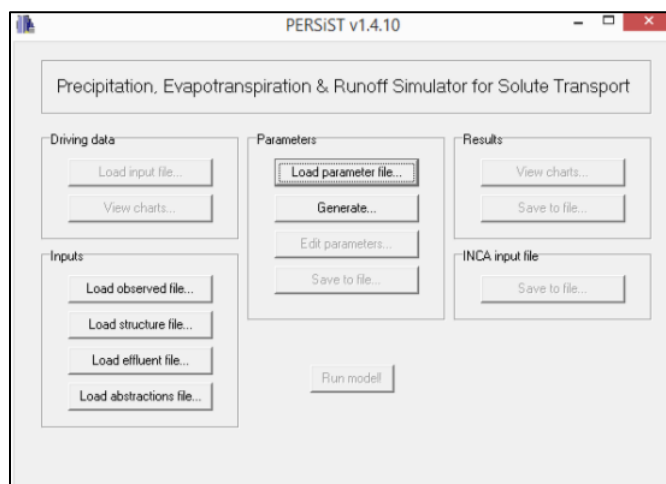 PERSiST v1.4.10
Precipitation, Evapotranspiration & Runoff Simulator for Solute Transport
Driving data
Load input file...
View charts...
Inputs
Load observed file...
Load structure file...
Load effluent file...
Load abstractions file...
Parameters
Load parameter file...
Generate...
Edit parameters...
Save to file...
Run model!
Results
View charts...
Save to file...
INCA input file
Save to file...